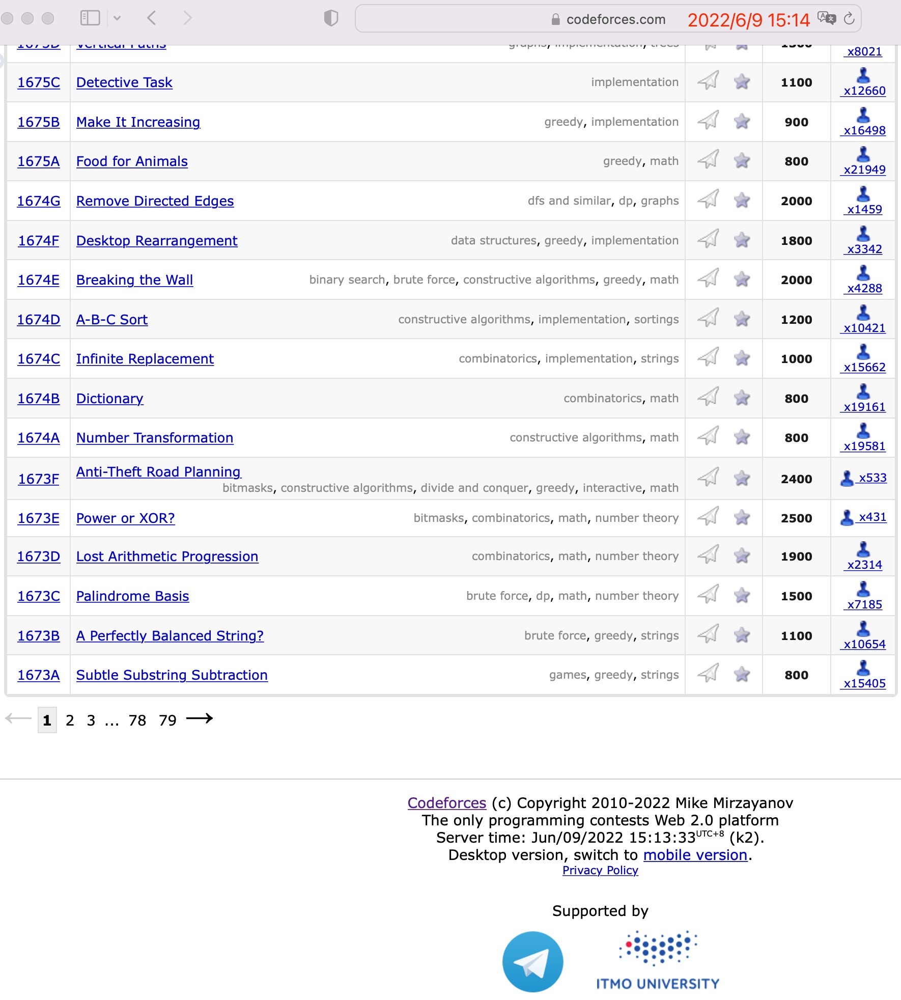 codeforces.com 2022/6/9 15:14
1675D Vertical Paths graphs, implementation, trees 1300 x8021
1675C Detective Task implementation 1100 x12660
1675B Make It Increasing greedy, implementation 900 x16498
1675A Food for Animals greedy, math 800 x21949
1674G Remove Directed Edges dfs and similar, dp, graphs 2000 x1459
1674F Desktop Rearrangement data structures, greedy, implementation 1800 x3342
1674E Breaking the Wall binary search, brute force, constructive algorithms, greedy, math 2000 x4288
1674D A-B-C Sort constructive algorithms, implementation, sortings 1200 x10421
1674C Infinite Replacement combinatorics, implementation, strings 1000 x15662
1674B Dictionary combinatorics, math 800 x19161
1674A Number Transformation constructive algorithms, math 800 x19581
1673F Anti-Theft Road Planning 2400 x533
bitmasks, constructive algorithms, divide and conquer, greedy, interactive, math
1673E Power or XOR? bitmasks, combinatorics, math, number theory 2500 x431
1673D Lost Arithmetic Progression combinatorics, math, number theory 1900 x2314
1673C Palindrome Basis brute force, dp, math, number theory 1500 x7185
1673B A Perfectly Balanced String? brute force, greedy, strings 1100 x10654
1673A Subtle Substring Subtraction games, greedy, strings 800 x15405
1 2 3 ... 78 79
Codeforces (c) Copyright 2010-2022 Mike Mirzayanov
The only programming contests Web 2.0 platform
Server time: Jun/09/2022 15:13:33UTC+8 (k2).
Desktop version, switch to mobile version.
Privacy Policy
Supported by
ITMO UNIVERSITY